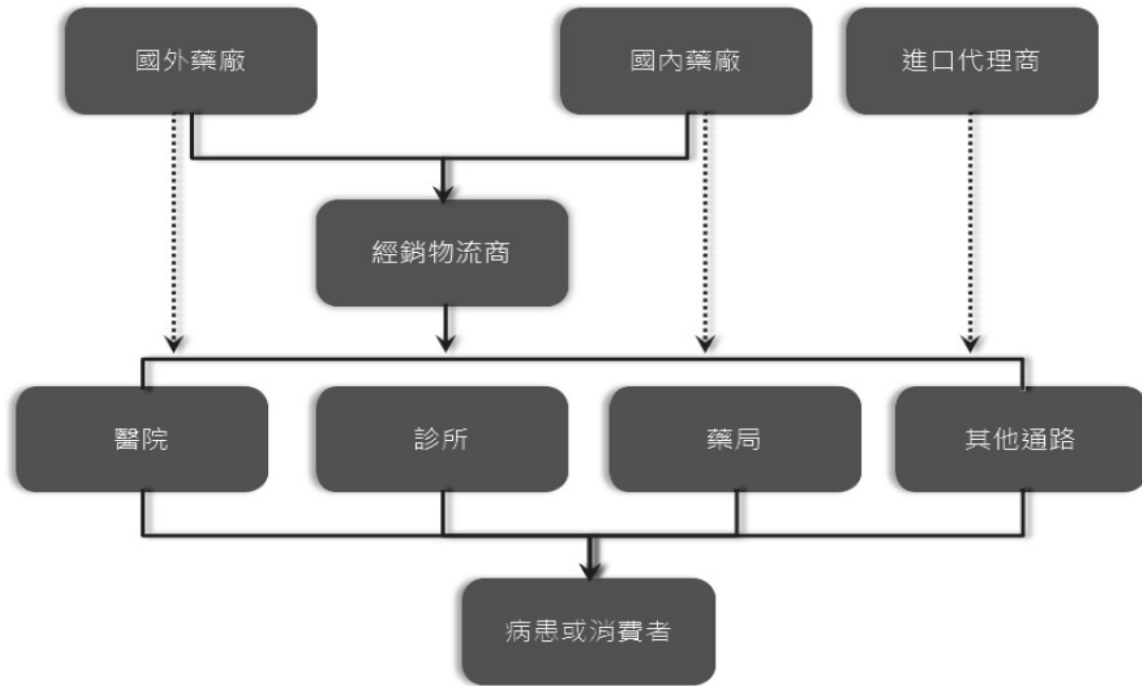 國外藥廠
國內藥廠
進口代理商
經銷物流商
醫院
診所
藥局
其他通路
病患或消費者